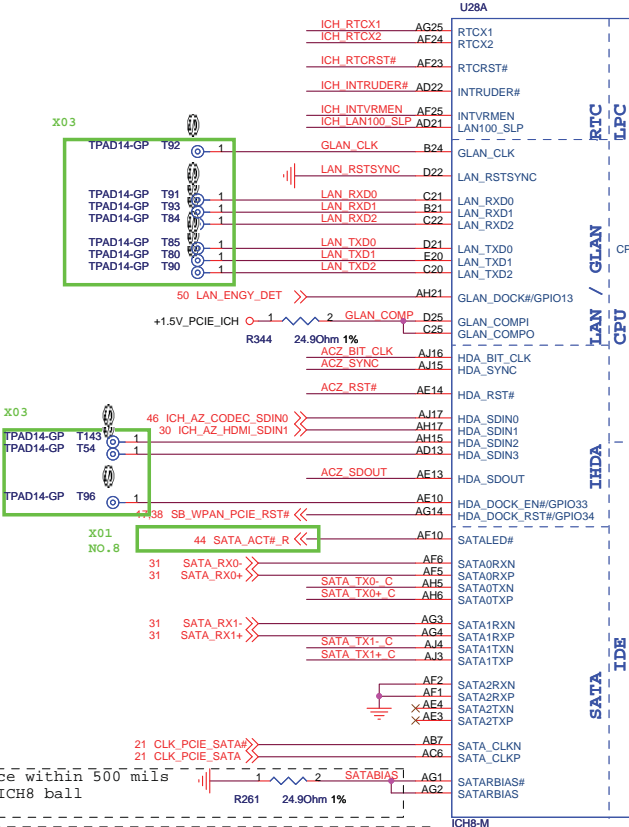 U28A
ICH_RTCX1 AG25 RTCX1
ICH_RTCX2 AF24 RTCX2
ICH_RTCRST# AF23 RTCRST#
ICH_INTRUDER# AD22 INTRUDER#
ICH_INTVRMEN AF25 INTVRMEN
ICH_LAN100_SLP AD21 LAN100_SLP
RTC
LPC
X03
TPAD14-GP T92 1 GLAN_CLK B24 GLAN_CLK
LAN_RSTSYNC D22 LAN_RSTSYNC
TPAD14-GP T91 1 LAN_RXD0 C21 LAN_RXD0
TPAD14-GP T93 1 LAN_RXD1 B21 LAN_RXD1
TPAD14-GP T84 1 LAN_RXD2 C22 LAN_RXD2
TPAD14-GP T85 1 LAN_TXD0 D21 LAN_TXD0
TPAD14-GP T80 1 LAN_TXD1 E20 LAN_TXD1
TPAD14-GP T90 1 LAN_TXD2 C20 LAN_TXD2
50 LAN_ENGY_DET AH21 GLAN_DOCK#/GPIO13
+1.5V_PCIE_ICH 1 2 GLAN_COMP D25 GLAN_COMPI
C25 GLAN_COMPO
R344 24.9Ohm 1%
LAN / GLAN
CPU
CP
ACZ_BIT_CLK AJ16 HDA_BIT_CLK
ACZ_SYNC AJ15 HDA_SYNC
ACZ_RST# AE14 HDA_RST#
46 ICH_AZ_CODEC_SDIN0 AJ17 HDA_SDIN0
30 ICH_AZ_HDMI_SDIN1 AH17 HDA_SDIN1
X03
TPAD14-GP T143 1 AH15 HDA_SDIN2
TPAD14-GP T54 1 AD13 HDA_SDIN3
ACZ_SDOUT AE13 HDA_SDOUT
TPAD14-GP T96 1 AE10 HDA_DOCK_EN#/GPIO33
38 SB_WPAN_PCIE_RST# AG14 HDA_DOCK_RST#/GPIO34
IHDA
X01
NO.8
44 SATA_ACT#_R AF10 SATALED#
31 SATA_RX0- AF6 SATA0RXN
31 SATA_RX0+ AF5 SATA0RXP
SATA_TX0-_C AH5 SATA0TXN
SATA_TX0+_C AH6 SATA0TXP
31 SATA_RX1- AG3 SATA1RXN
31 SATA_RX1+ AG4 SATA1RXP
SATA_TX1-_C AJ4 SATA1TXN
SATA_TX1+_C AJ3 SATA1TXP
AF2 SATA2RXN
AF1 SATA2RXP
AE4 SATA2TXN
AE3 SATA2TXP
SATA
IDE
21 CLK_PCIE_SATA# AB7 SATA_CLKN
21 CLK_PCIE_SATA AC6 SATA_CLKP
ce within 500 mils
ICH8 ball
1 2 SATABIAS AG1 SATARBIAS#
AG2 SATARBIAS
R261 24.9Ohm 1%
ICH8-M